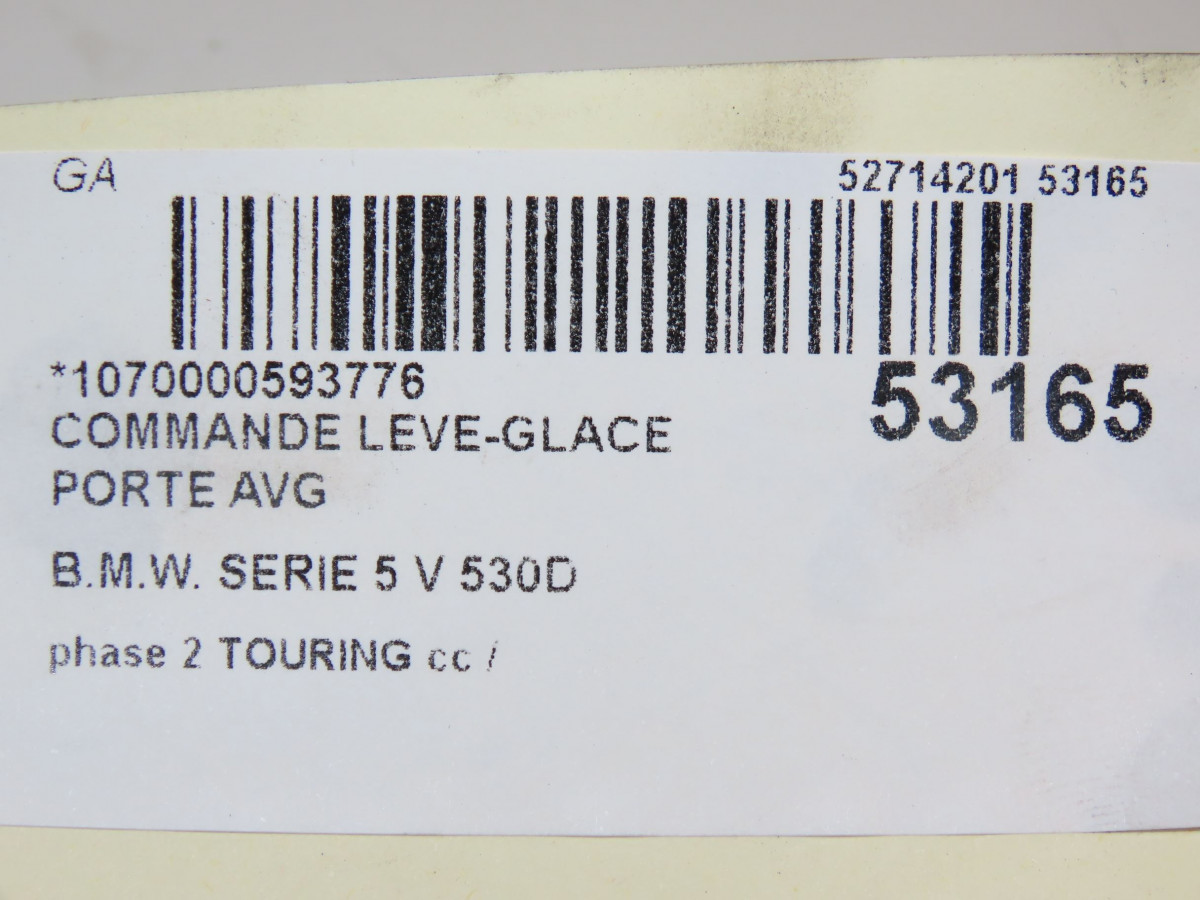 GA
52714201 53165
*1070000593776
53165
COMMANDE LEVE-GLACE
PORTE AVG
B.M.W. SERIE 5 V 530D
phase 2 TOURING cc /